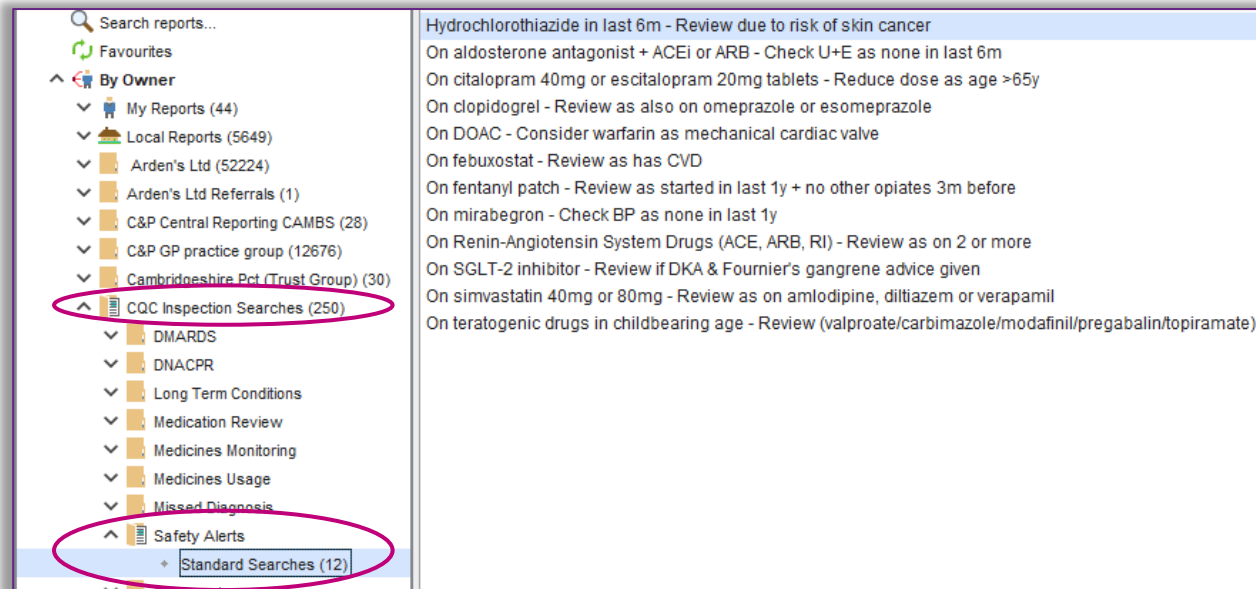 Search reports...
Favourites
By Owner
My Reports (44)
Local Reports (5649)
Arden's Ltd (52224)
Arden's Ltd Referrals (1)
C&P Central Reporting CAMBS (28)
C&P GP practice group (12676)
Cambridgeshire Pct (Trust Group) (30)
CQC Inspection Searches (250)
DMARDS
DNACPR
Long Term Conditions
Medication Review
Medicines Monitoring
Medicines Usage
Missed Diagnosis
Safety Alerts
Standard Searches (12)
Hydrochlorothiazide in last 6m - Review due to risk of skin cancer
On aldosterone antagonist + ACEi or ARB - Check U+E as none in last 6m
On citalopram 40mg or escitalopram 20mg tablets - Reduce dose as age >65y
On clopidogrel - Review as also on omeprazole or esomeprazole
On DOAC - Consider warfarin as mechanical cardiac valve
On febuxostat - Review as has CVD
On fentanyl patch - Review as started in last 1y + no other opiates 3m before
On mirabegron - Check BP as none in last 1y
On Renin-Angiotensin System Drugs (ACE, ARB, RI) - Review as on 2 or more
On SGLT-2 inhibitor - Review if DKA & Fournier's gangrene advice given
On simvastatin 40mg or 80mg - Review as on amlodipine, diltiazem or verapamil
On teratogenic drugs in childbearing age - Review (valproate/carbimazole/modafinil/pregabalin/topiramate)